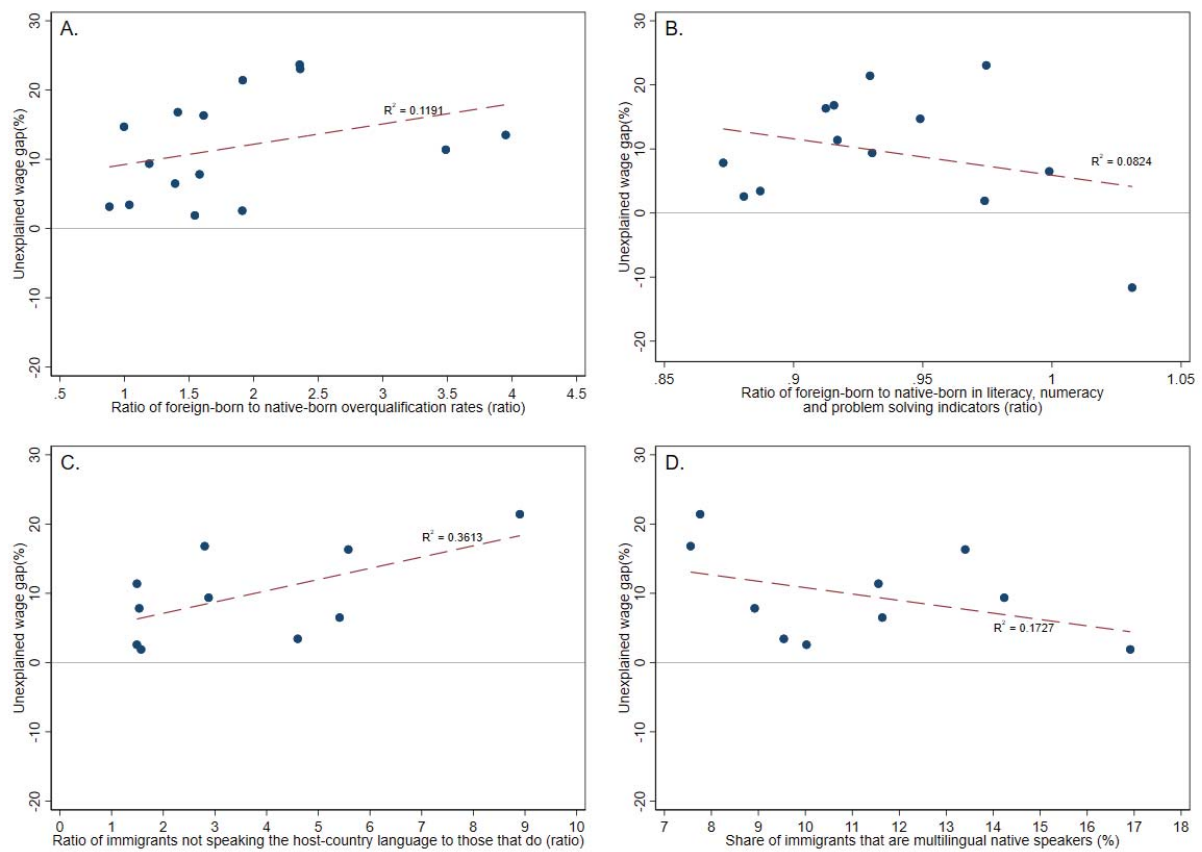 A.
Unexplained wage gap(%)
30
20
10
0
-10
-20
R² = 0.1191
.5 1 1.5 2 2.5 3 3.5 4 4.5
Ratio of foreign-born to native-born overqualification rates (ratio)
B.
Unexplained wage gap(%)
30
20
10
0
-10
-20
R² = 0.0824
.85 .9 .95 1 1.05
Ratio of foreign-born to native-born in literacy, numeracy
and problem solving indicators (ratio)
C.
Unexplained wage gap(%)
30
20
10
0
-10
-20
R² = 0.3613
0 1 2 3 4 5 6 7 8 9 10
Ratio of immigrants not speaking the host-country language to those that do (ratio)
D.
Unexplained wage gap(%)
30
20
10
0
-10
-20
R² = 0.1727
7 8 9 10 11 12 13 14 15 16 17 18
Share of immigrants that are multilingual native speakers (%)